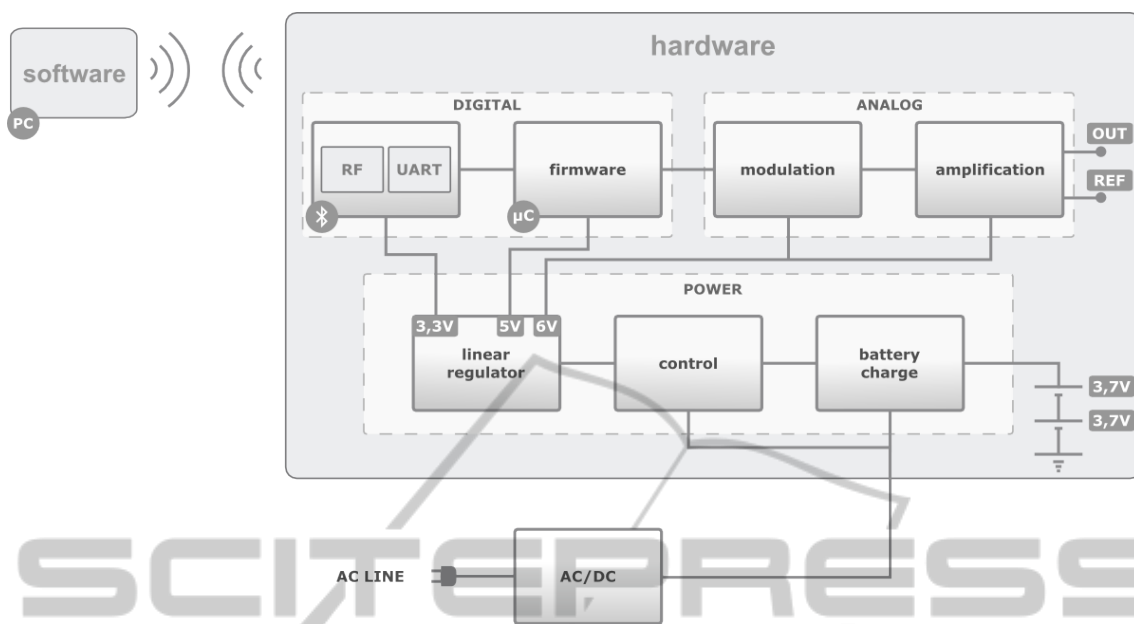 hardware
software
PC
DIGITAL
ANALOG
RF
UART
firmware
µC
modulation
amplification
OUT
REF
POWER
3,3V
5V
6V
linear
regulator
control
battery
charge
3,7V
3,7V
AC LINE
AC/DC
SCITEPRESS